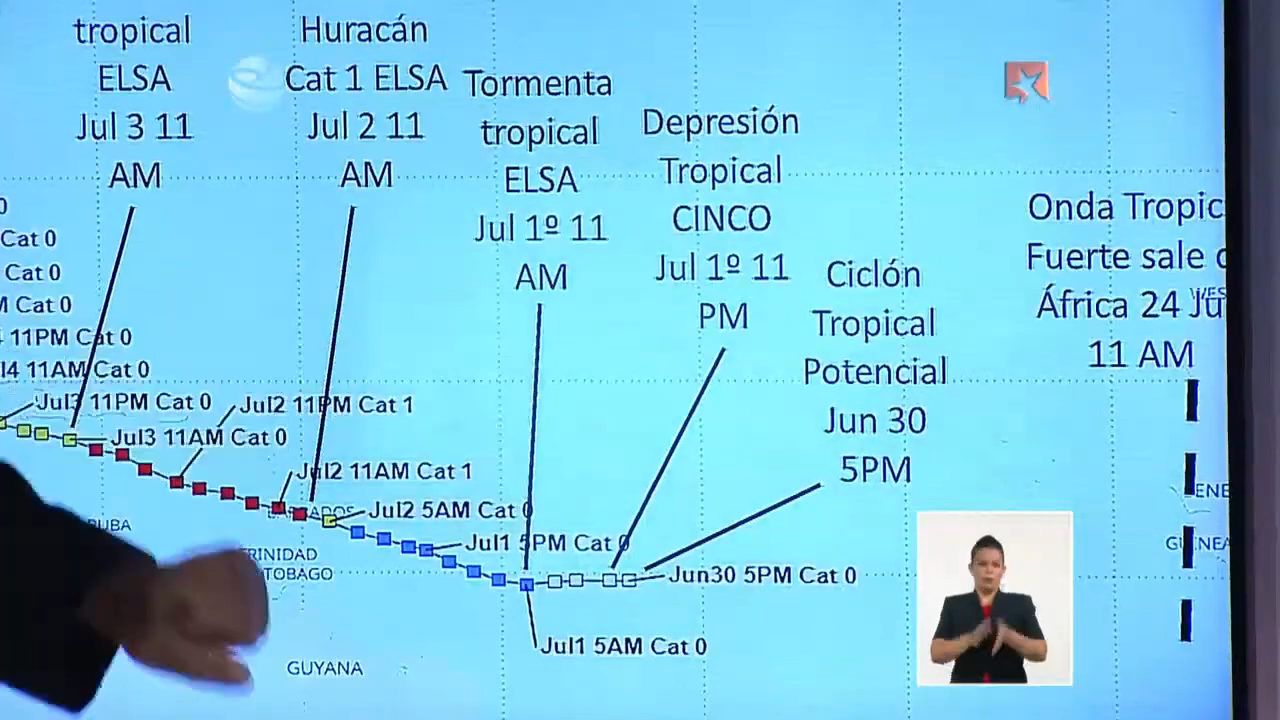 tropical
ELSA
Jul 3 11
AM
Huracán
Cat 1 ELSA
Jul 2 11
AM
Tormenta
tropical
ELSA
Jul 1º 11
AM
Depresión
Tropical
CINCO
Jul 1º 11
PM
Ciclón
Tropical
Potencial
Jun 30
5PM
Onda Tropic
Fuerte sale
África 24 Ju
11 AM
Cat 0
Cat 0
Cat 0
11PM Cat 0
11AM Cat 0
Jul3 11PM Cat 0
Jul2 11PM Cat 1
Jul3 11AM Cat 0
Jul2 11AM Cat 1
Jul2 5AM Cat 0
Jul1 5PM Cat 0
Jun30 5PM Cat 0
Jul1 5AM Cat 0
TRINIDAD
TOBAGO
GUYANA